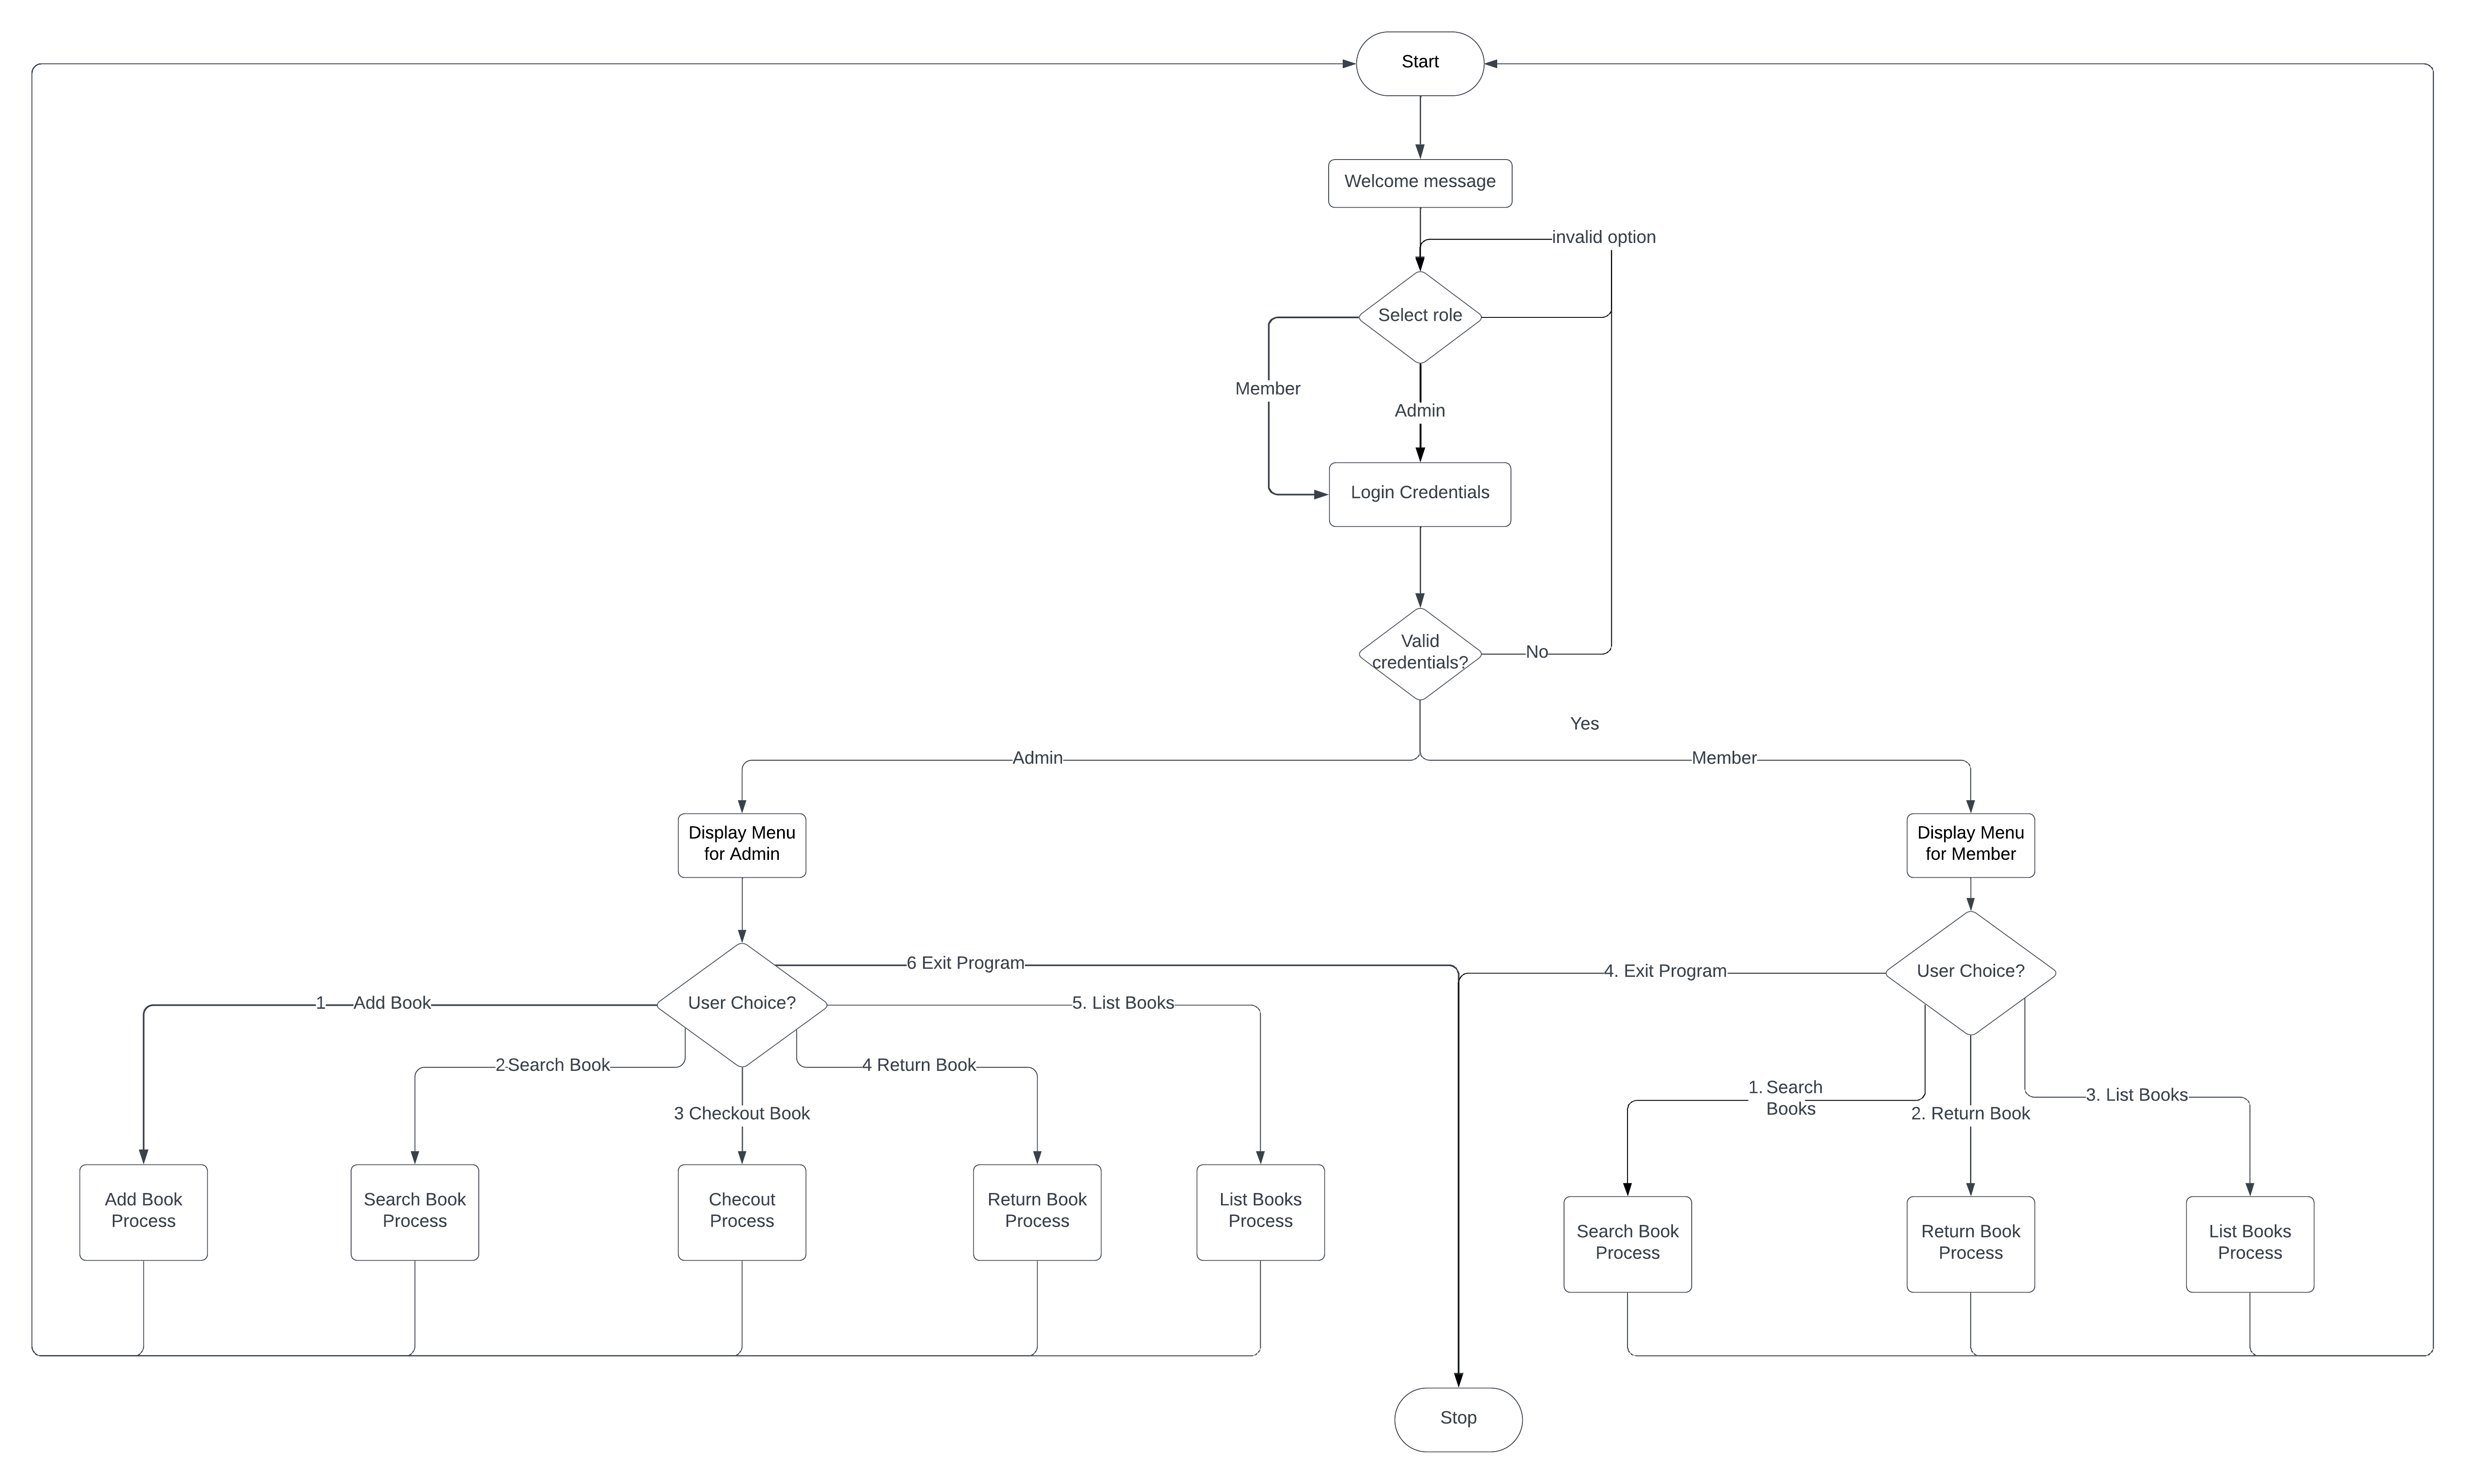 Start
Welcome message
invalid option
Select role
Member
Admin
Login Credentials
Valid
credentials?
No
Yes
Admin
Member
Display Menu
for Admin
Display Menu
for Member
6 Exit Program
4. Exit Program
User Choice?
1 Add Book
User Choice?
5. List Books
2 Search Book
4 Return Book
3 Checkout Book
1. Search
Books
2. Return Book
3. List Books
Add Book
Process
Search Book
Process
Checout
Process
Return Book
Process
List Books
Process
Search Book
Process
Return Book
Process
List Books
Process
Stop